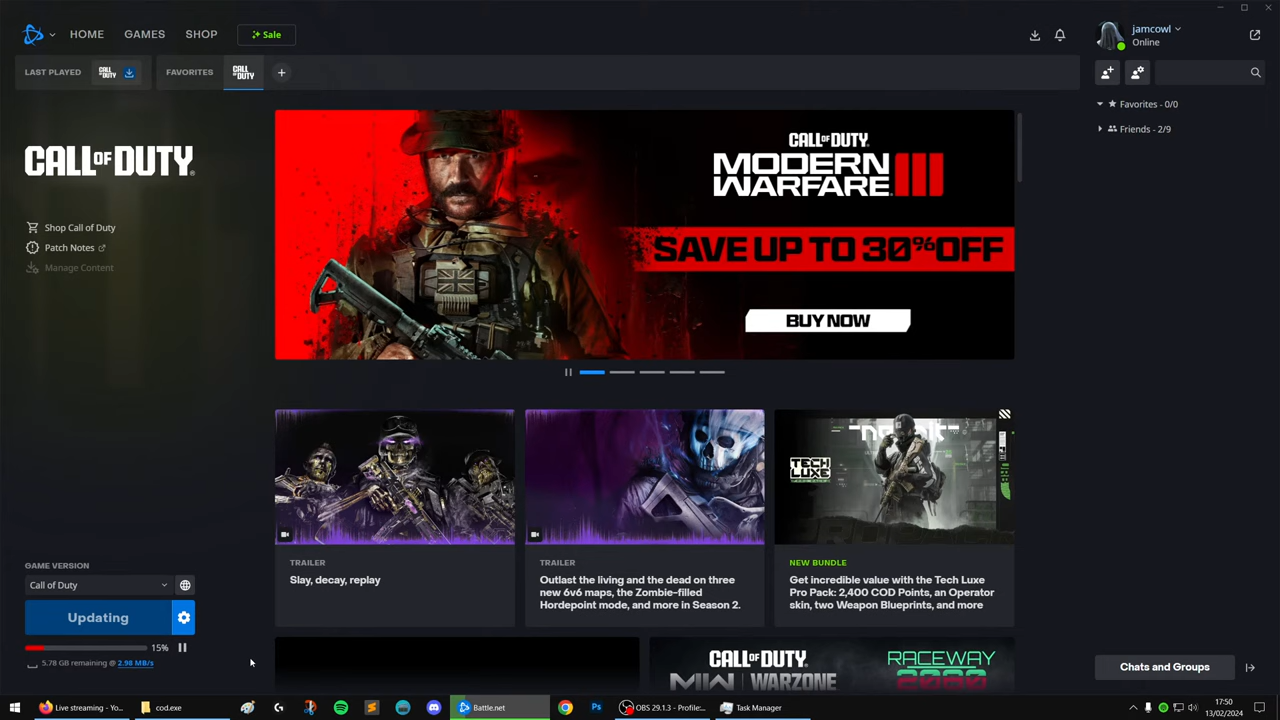 HOME GAMES SHOP Sale
jamcowl
Online
LAST PLAYED CALL OF DUTY FAVORITES CALL OF DUTY
Favorites - 0/0
Friends - 2/9
CALL OF DUTY
Shop Call of Duty
Patch Notes
Manage Content
CALL OF DUTY
MODERN
WARFARE III
SAVE UP TO 30% OFF
BUY NOW
TECH
LUXE
TRAILER
Slay, decay, replay
TRAILER
Outlast the living and the dead on three
new 6v6 maps, the Zombie-filled
Hordepoint mode, and more in Season 2.
NEW BUNDLE
Get incredible value with the Tech Luxe
Pro Pack: 2,400 COD Points, an Operator
skin, two Weapon Blueprints, and more
GAME VERSION
Call of Duty
Updating
15%
5.78 GB remaining @ 2.98 MB/s
CALL OF DUTY
MW WARZONE
RACEWAY
Chats and Groups
Live streaming - Yo...
cod.exe
Battle.net
OBS 29.1.3 - Profile:...
Task Manager
17:50
13/02/2024